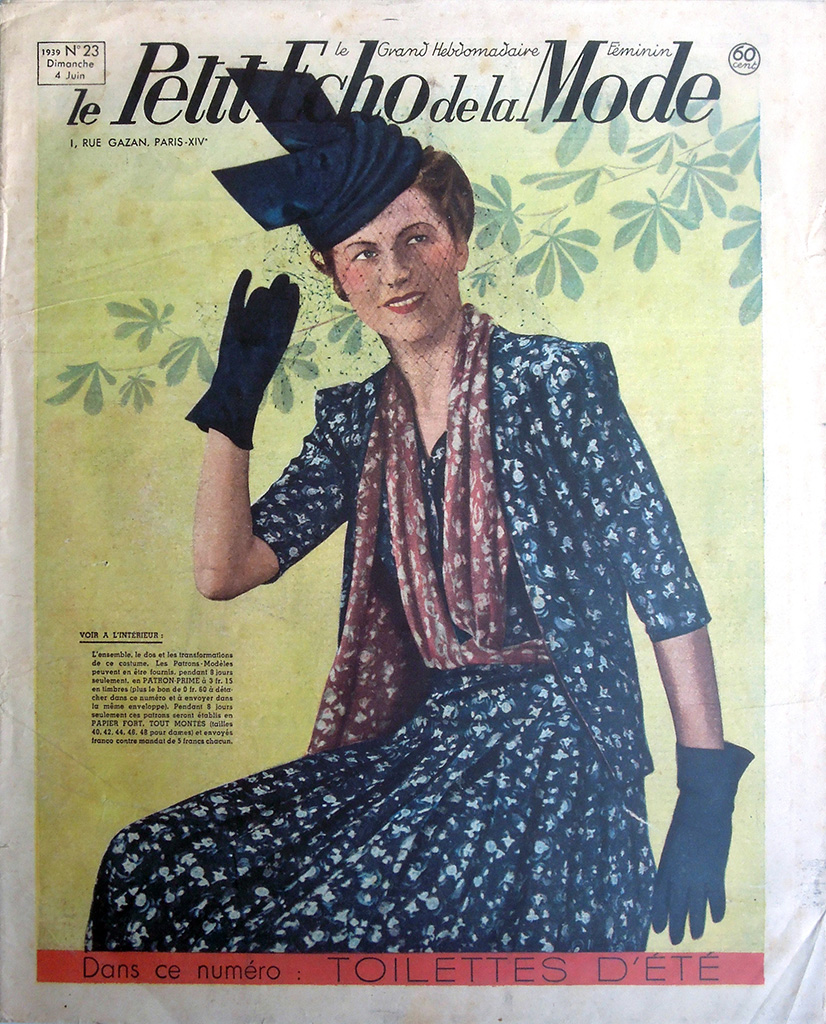 1939 N° 23
Dimanche
4 Juin
le Grand Hebdomadaire Féminin
60 cent.
le Petit Echo de la Mode
1, RUE GAZAN. PARIS-XIVe
VOIR A L'INTÉRIEUR :
L'ensemble, le dos et les transformations
de ce costume. Les Patrons-Modèles
peuvent en être fournis, pendant 8 jours
seulement, en PATRON-PRIME à 3 fr. 15
en timbres (plus le bon de 0 fr. 60 à déta-
cher dans ce numéro et à envoyer dans
la même enveloppe). Pendant 8 jours
seulement ces patrons seront établis en
PAPIER FORT, TOUT MONTÉS (tailles
40, 42, 44, 46, 48 pour dames) et envoyés
franco contre mandat de 5 francs chacun.
Dans ce numéro : TOILETTES D'ÉTÉ